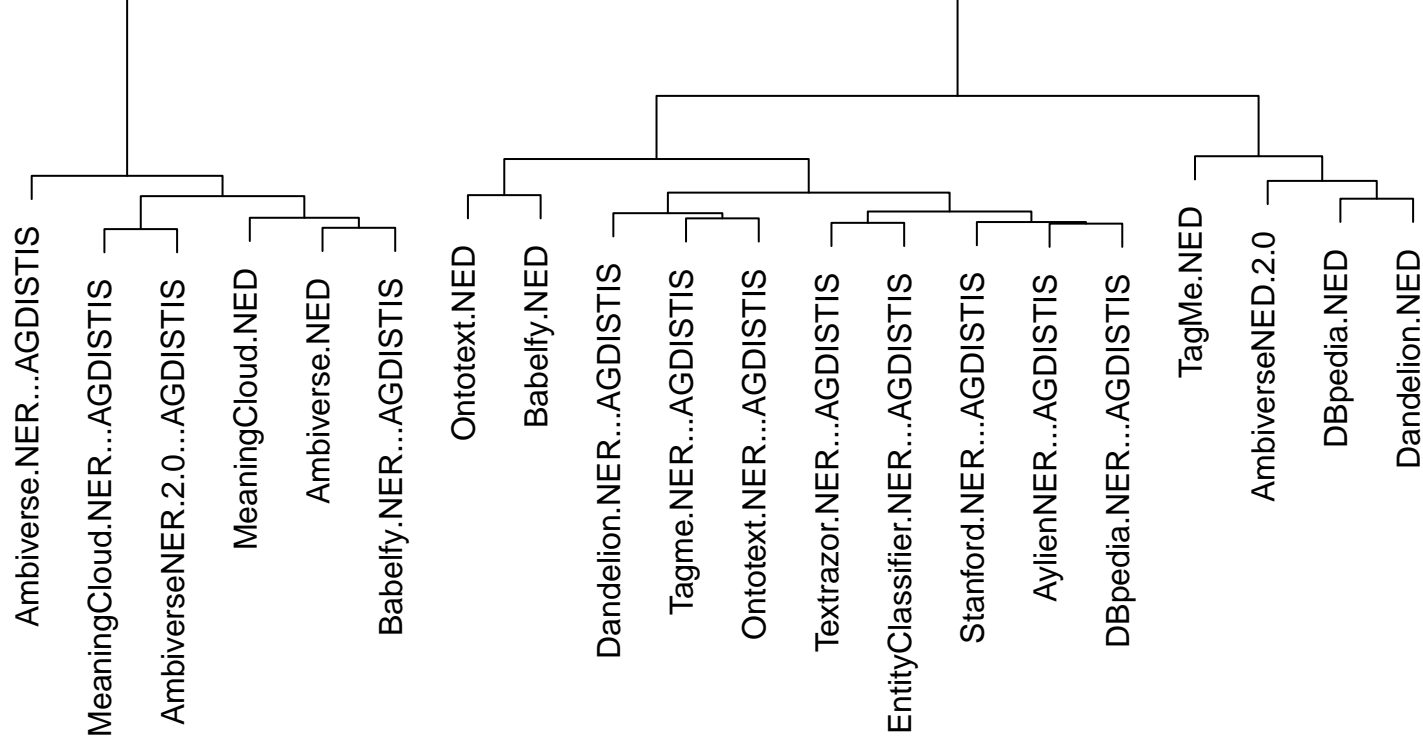 Ambiverse.NER...AGDISTIS
MeaningCloud.NER...AGDISTIS
AmbiverseNER.2.0...AGDISTIS
MeaningCloud.NED
Ambiverse.NED
Babelfy.NER...AGDISTIS
Ontotext.NED
Babelfy.NED
Dandelion.NER...AGDISTIS
Tagme.NER...AGDISTIS
Ontotext.NER...AGDISTIS
Textrazor.NER...AGDISTIS
EntityClassifier.NER...AGDISTIS
Stanford.NER...AGDISTIS
AylienNER...AGDISTIS
DBpedia.NER...AGDISTIS
TagMe.NED
AmbiverseNED.2.0
DBpedia.NED
Dandelion.NED